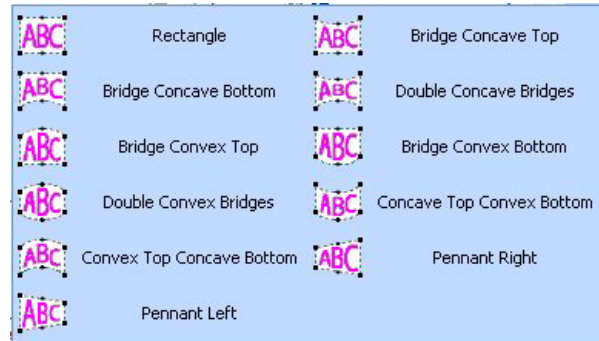 ABC Rectangle ABC Bridge Concave Top
ABC Bridge Concave Bottom ABC Double Concave Bridges
ABC Bridge Convex Top ABC Bridge Convex Bottom
ABC Double Convex Bridges ABC Concave Top Convex Bottom
ABC Convex Top Concave Bottom ABC Pennant Right
ABC Pennant Left